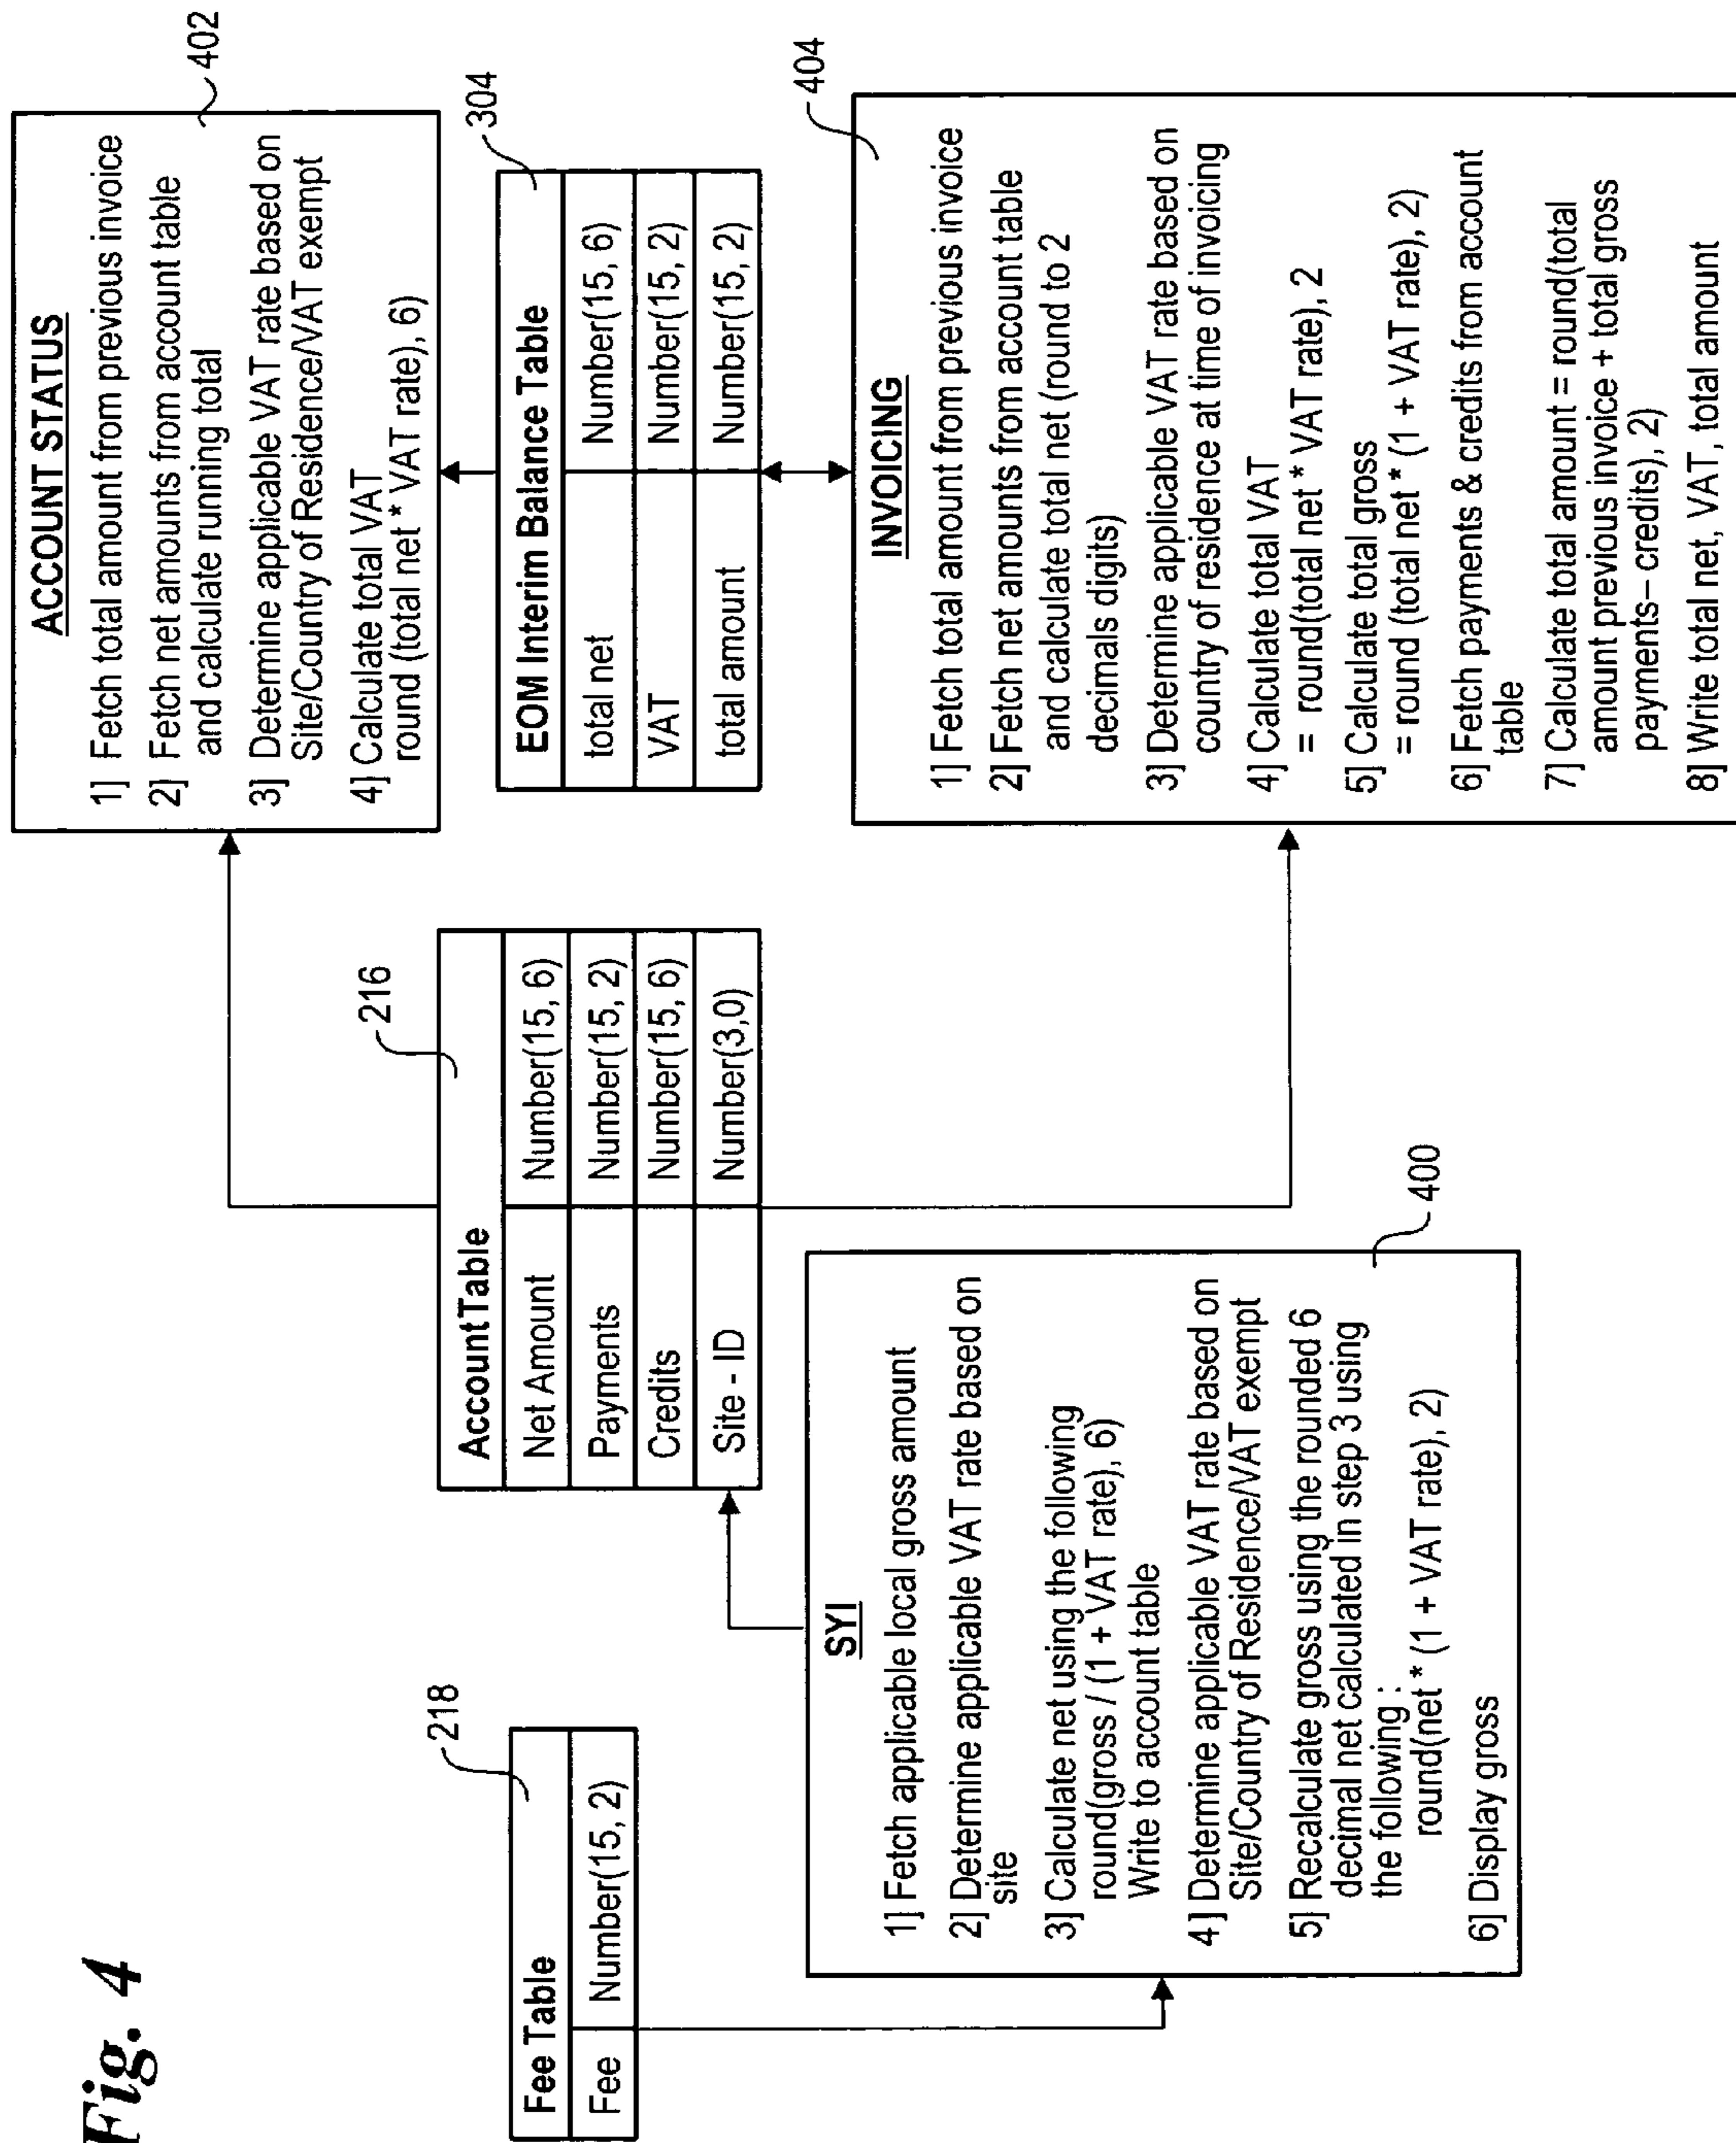 Fig. 4
218
Fee Table
Fee Number(15, 2)
SYI
1] Fetch applicable local gross amount
2] Determine applicable VAT rate based on
site
3] Calculate net using the following
round(gross / (1 + VAT rate), 6)
Write to account table
4] Determine applicable VAT rate based on
Site/Country of Residence/VAT exempt
5] Recalculate gross using the rounded 6
decimal net calculated in step 3 using
the following :
round(net * (1 + VAT rate), 2)
6] Display gross
400
216
Account Table
Net Amount Number(15, 6)
Payments Number(15, 2)
Credits Number(15, 6)
Site - ID Number(3,0)
ACCOUNT STATUS
1] Fetch total amount from previous invoice
2] Fetch net amounts from account table
and calculate running total
3] Determine applicable VAT rate based on
Site/Country of Residence/VAT exempt
4] Calculate total VAT
round (total net * VAT rate), 6)
402
304
EOM Interim Balance Table
total net Number(15, 6)
VAT Number(15, 2)
total amount Number(15, 2)
404
INVOICING
1] Fetch total amount from previous invoice
2] Fetch net amounts from account table
and calculate total net (round to 2
decimals digits)
3] Determine applicable VAT rate based on
country of residence at time of invoicing
4] Calculate total VAT
= round(total net * VAT rate), 2
5] Calculate total gross
= round (total net * (1 + VAT rate), 2)
6] Fetch payments & credits from account
table
7] Calculate total amount = round(total
amount previous invoice + total gross
payments– credits), 2)
8] Write total net, VAT, total amount